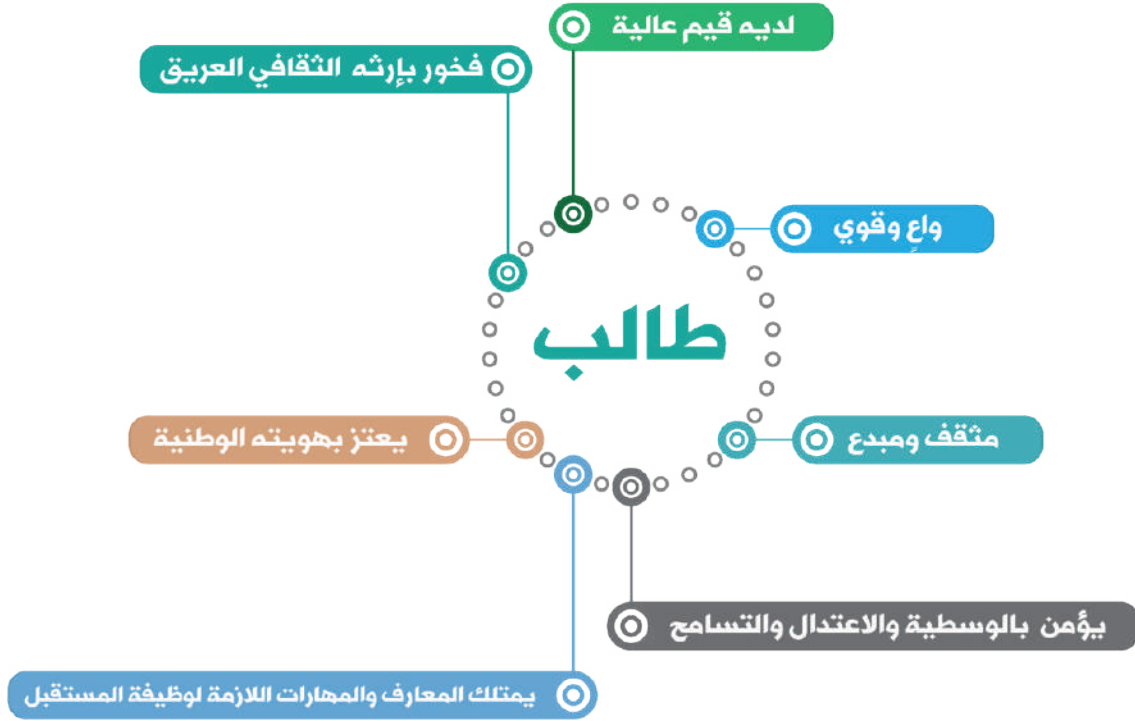 لديه قيم عالية
فخور بإرثه الثقافي العريق
واعٍ وقوي
طالب
يعتز بهويته الوطنية
مثقف ومبدع
يؤمن بالوسطية والاعتدال والتسامح
يمتلك المعارف والمهارات اللازمة لوظيفة المستقبل